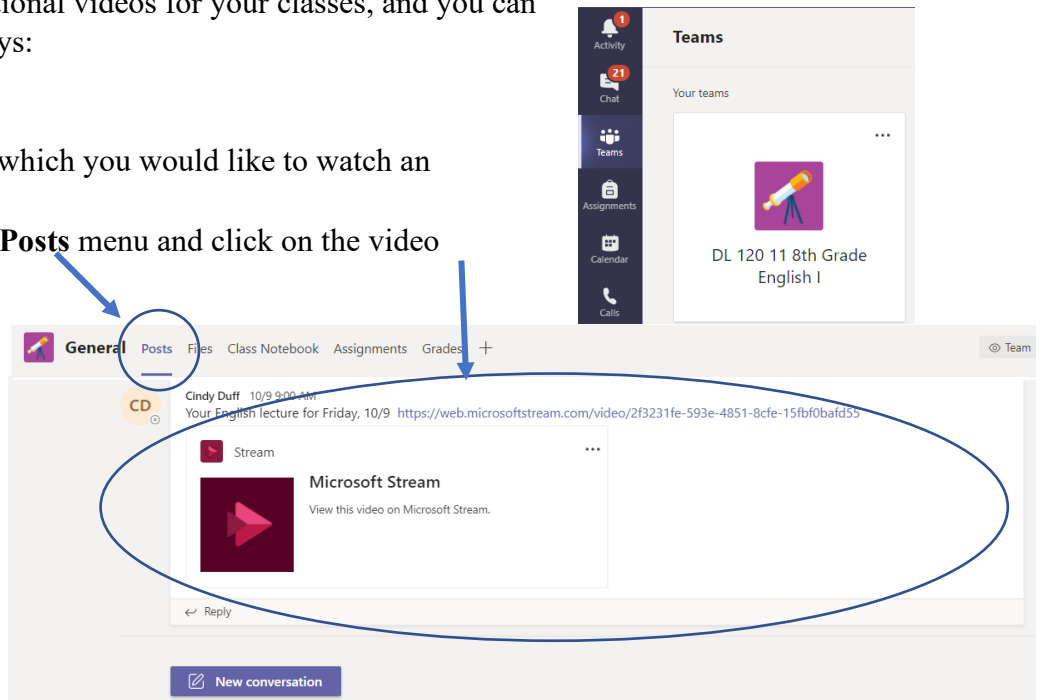 tional videos for your classes, and you can
ys:
which you would like to watch an
Posts menu and click on the video
1
Activity
21
Chat
Teams
Assignments
Calendar
Calls
Teams
Your teams
...
DL 120 11 8th Grade
English I
General Posts Files Class Notebook Assignments Grades +
Team
CD
Cindy Duff 10/9 9:00 AM
Your English lecture for Friday, 10/9 https://web.microsoftstream.com/video/2f3231fe-593e-4851-8cfe-15fbf0bafd55
Stream
...
Microsoft Stream
View this video on Microsoft Stream.
Reply
New conversation